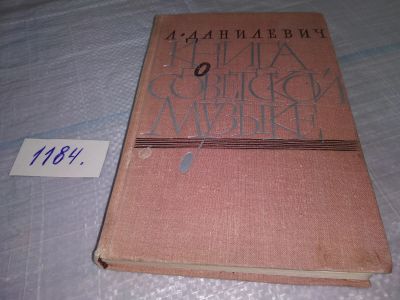 Л·ДАНИЛЕВИЧ
КНИГА
О
СОВЕТСКОЙ
МУЗЫКЕ
1184.